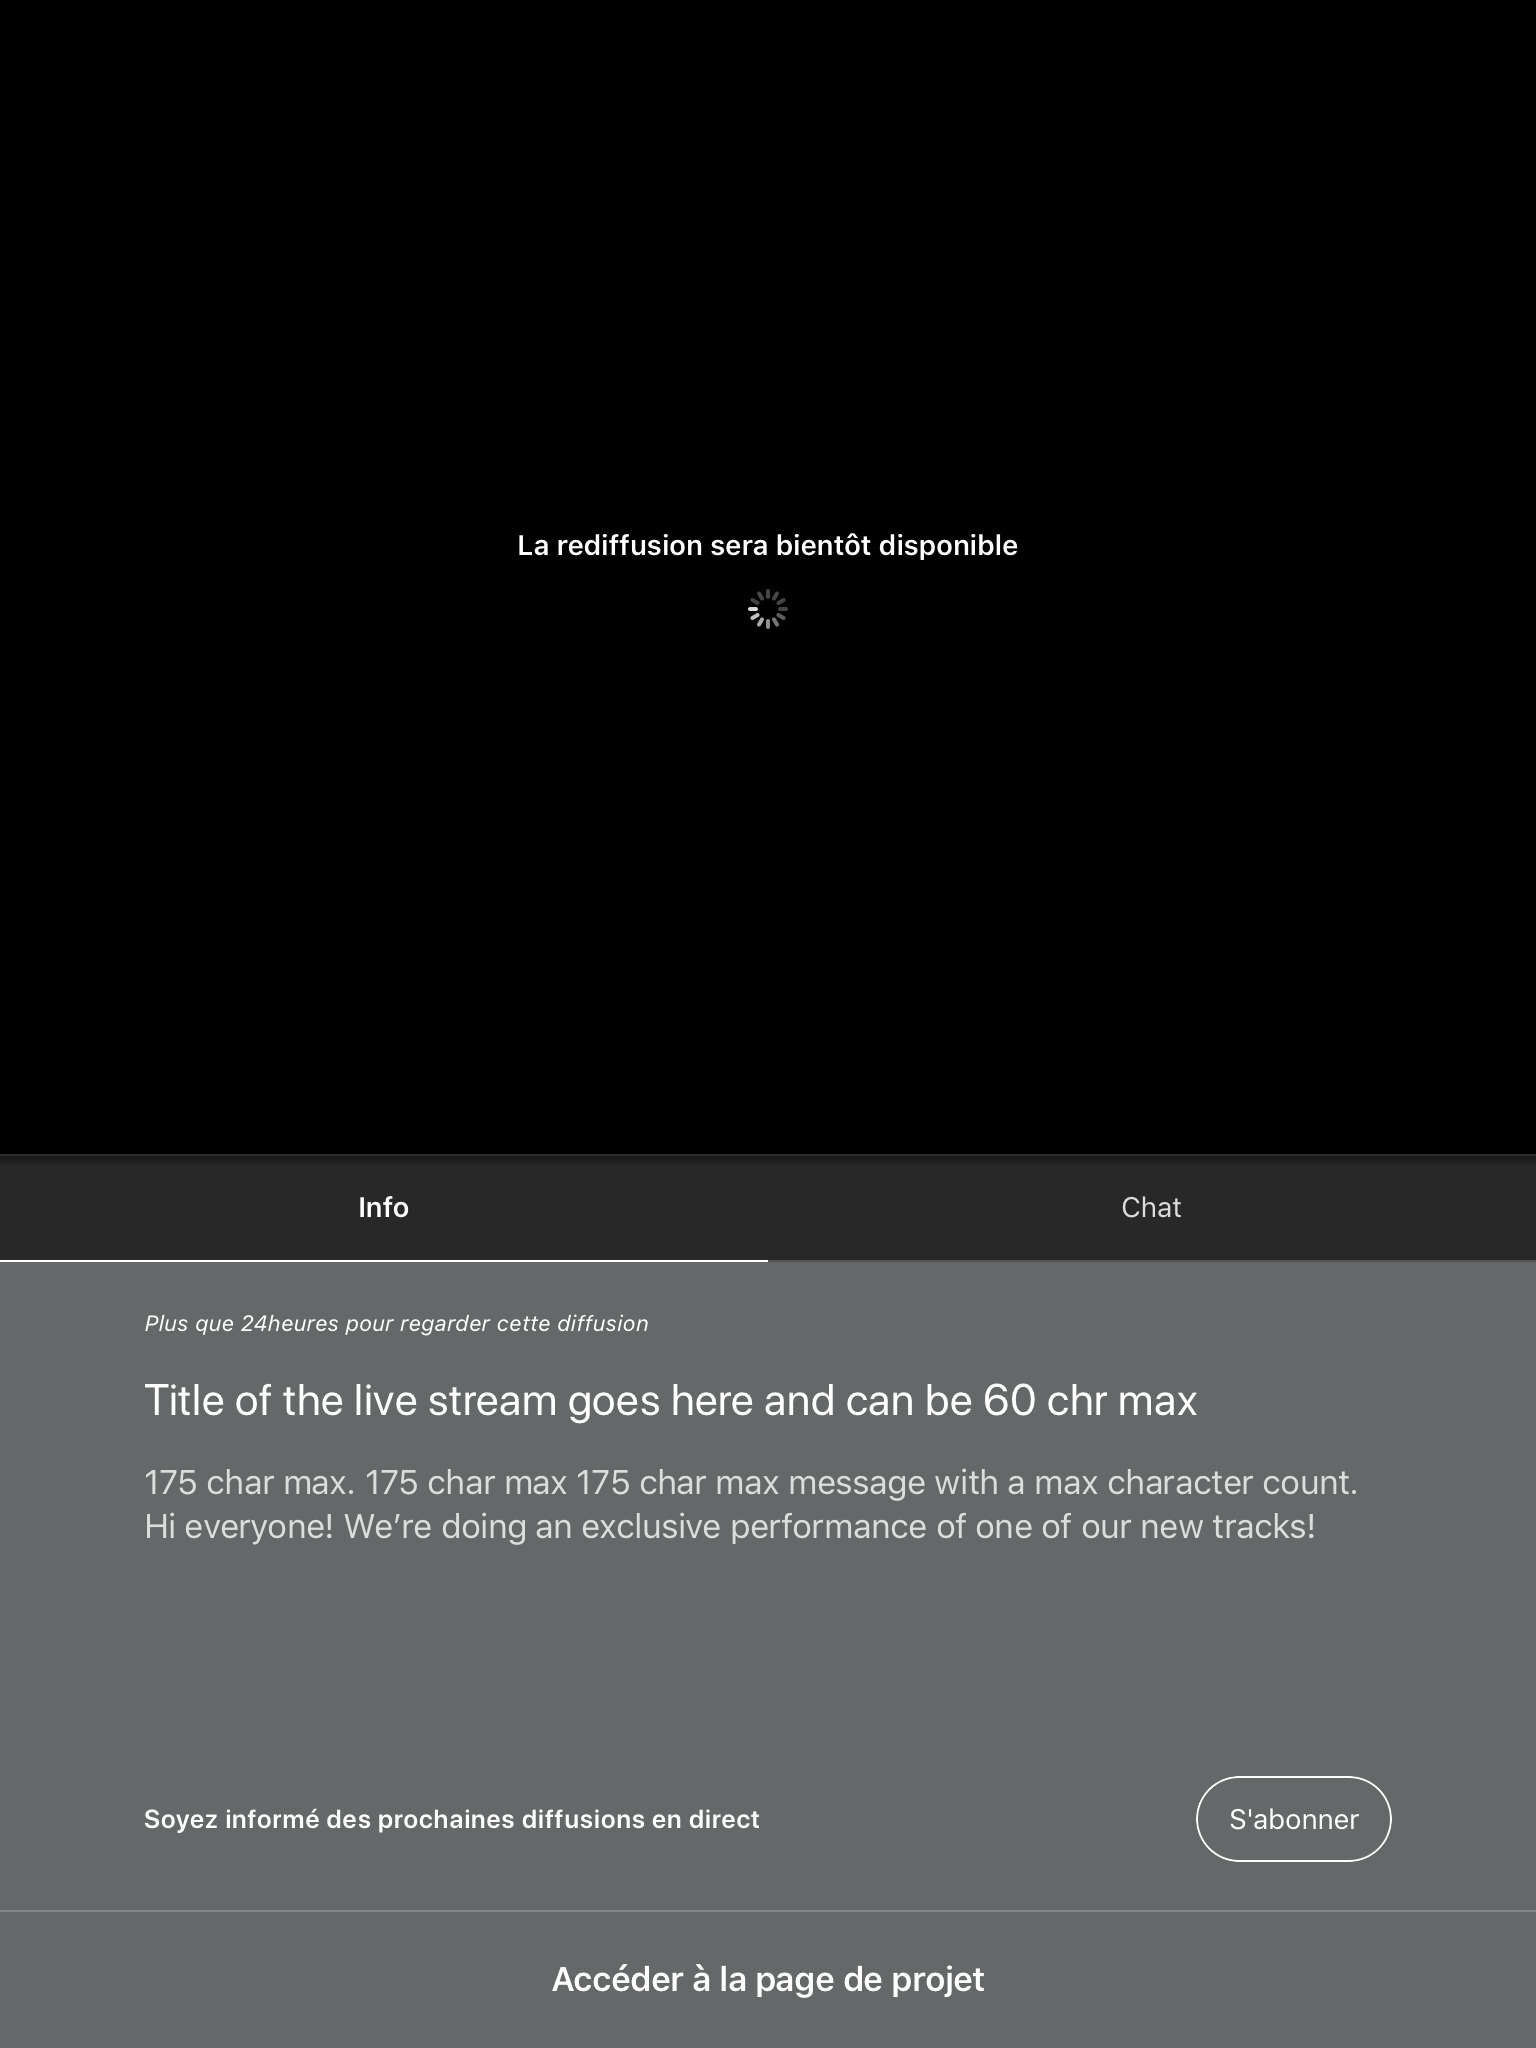 La rediffusion sera bientôt disponible
Info
Chat
Plus que 24heures pour regarder cette diffusion
Title of the live stream goes here and can be 60 chr max
175 char max. 175 char max 175 char max message with a max character count.
Hi everyone! We’re doing an exclusive performance of one of our new tracks!
Soyez informé des prochaines diffusions en direct
S'abonner
Accéder à la page de projet